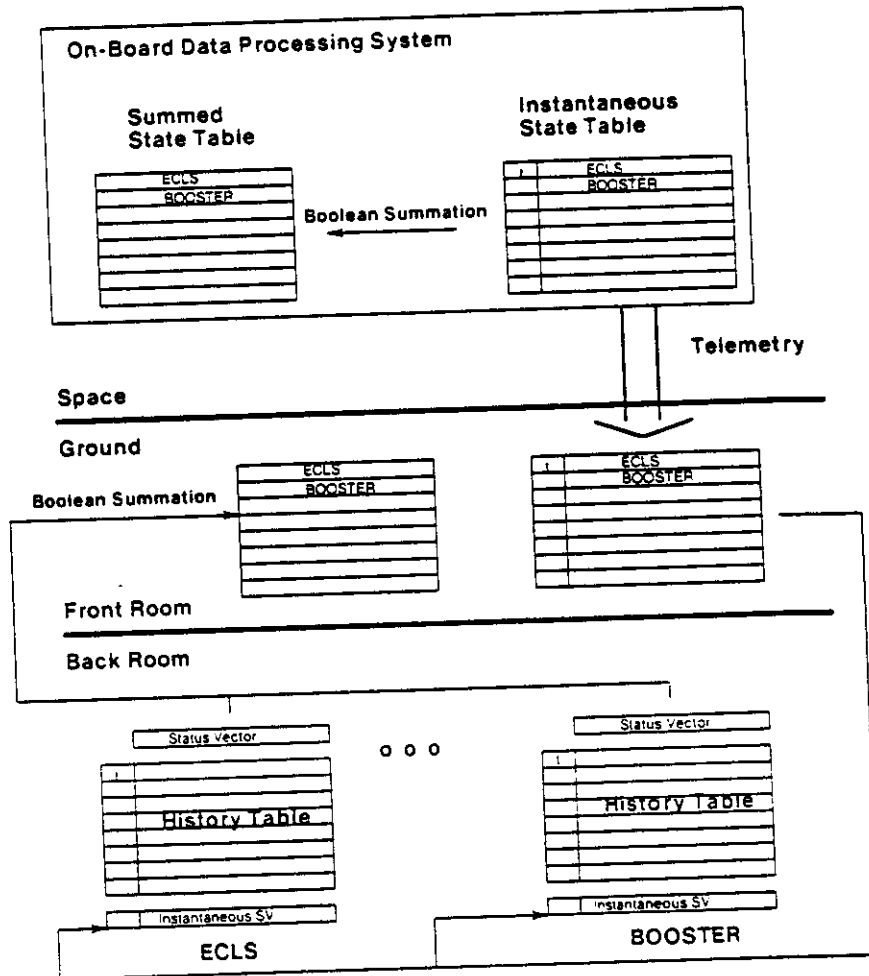 On-Board Data Processing System
Summed
State Table
Instantaneous
State Table
ECLS
BOOSTER
Boolean Summation
t
ECLS
BOOSTER
Telemetry
Space
Ground
Boolean Summation
ECLS
BOOSTER
t
ECLS
BOOSTER
Front Room
Back Room
Status Vector
o o o
Status Vector
t
History Table
t
History Table
Instantaneous SV
Instantaneous SV
ECLS
BOOSTER